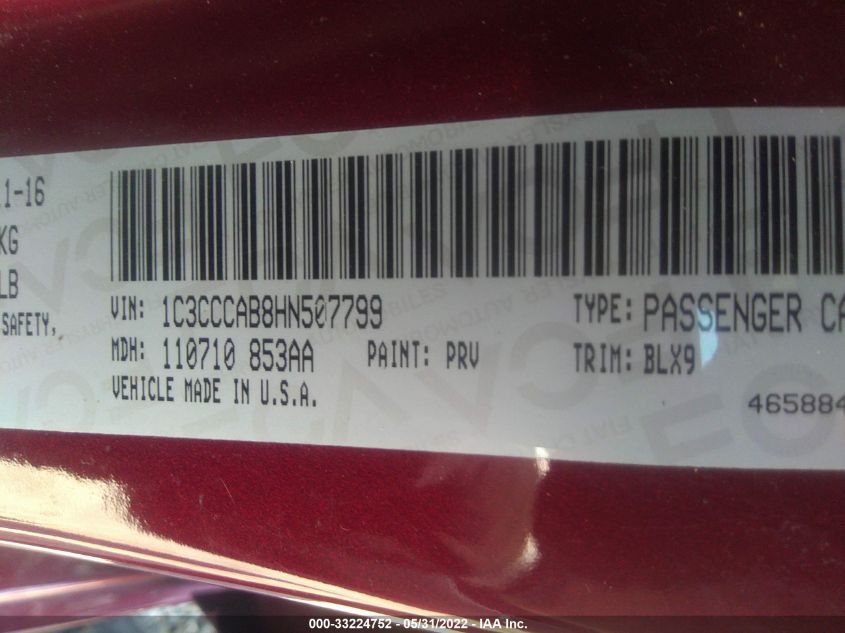 1-16
KG
LB
SAFETY,
VIN: 1C3CCCAB8HN507799
TYPE: PASSENGER CA
MDH: 110710 853AA
PAINT: PRV
TRIM: BLX9
VEHICLE MADE IN U.S.A.
465884
000-33224752 - 05/31/2022 - IAA Inc.